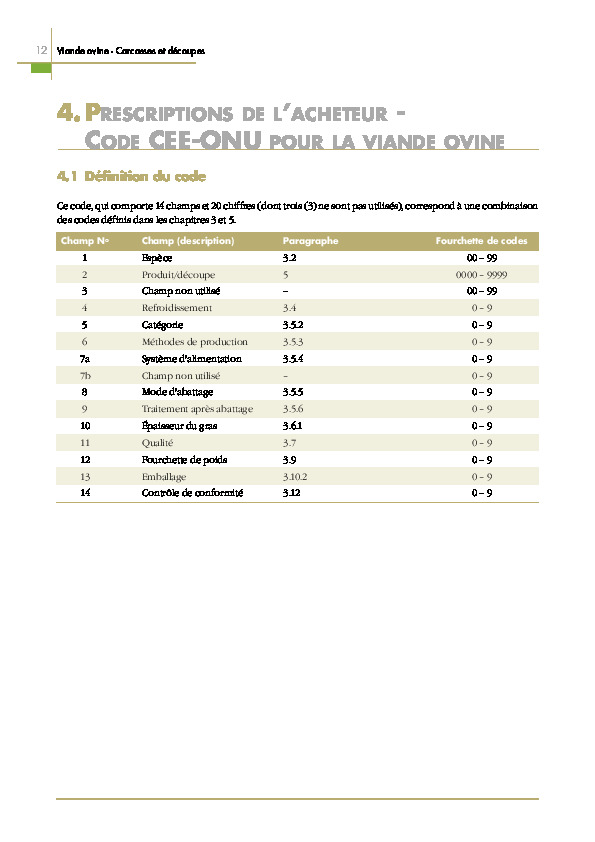 12 Viande ovine - Carcasses et découpes
4. Prescriptions de l'acheteur -
Code CEE-ONU pour la viande ovine
4.1 Définition du code
Ce code, qui comporte 14 champs et 20 chiffres (dont trois (3) ne sont pas utilisés), correspond à une combinaison
des codes définis dans les chapitres 3 et 5.
Champ No Champ (description) Paragraphe Fourchette de codes
1 Espèce 3.2 00 – 99
2 Produit/découpe 5 0000 – 9999
3 Champ non utilisé – 00 – 99
4 Refroidissement 3.4 0 – 9
5 Catégorie 3.5.2 0 – 9
6 Méthodes de production 3.5.3 0 – 9
7a Système d'alimentation 3.5.4 0 – 9
7b Champ non utilisé – 0 – 9
8 Mode d'abattage 3.5.5 0 – 9
9 Traitement après abattage 3.5.6 0 – 9
10 Épaisseur du gras 3.6.1 0 – 9
11 Qualité 3.7 0 – 9
12 Fourchette de poids 3.9 0 – 9
13 Emballage 3.10.2 0 – 9
14 Contrôle de conformité 3.12 0 – 9